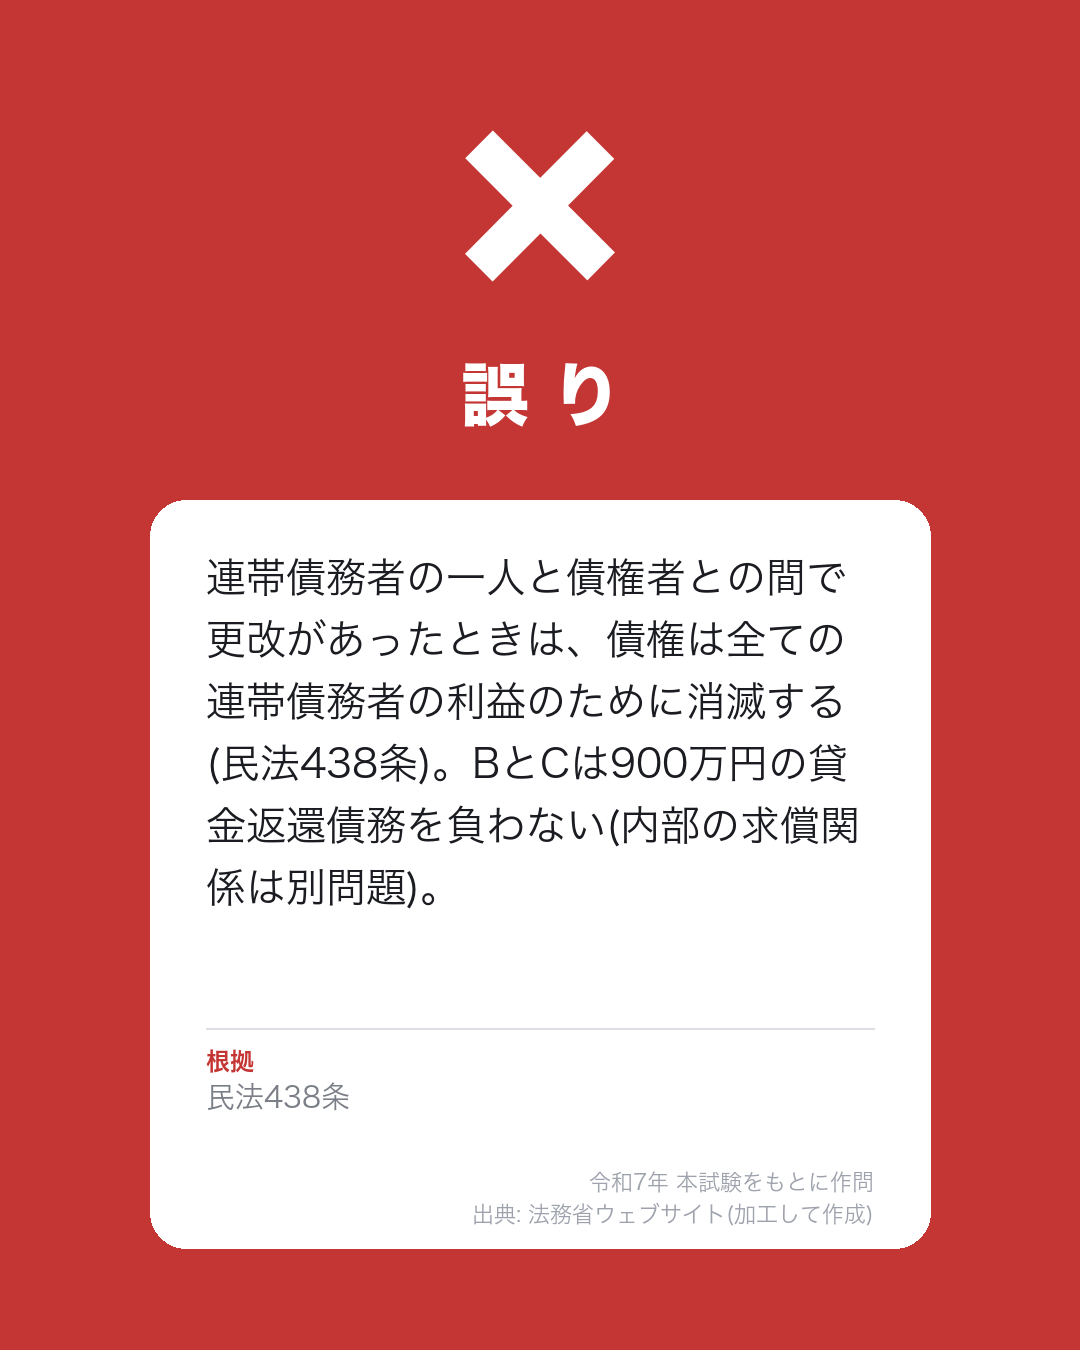 誤り
連帯債務者の一人と債権者との間で
更改があったときは、債権は全ての
連帯債務者の利益のために消滅する
(民法438条)。BとCは900万円の貸
金返還債務を負わない(内部の求償関
係は別問題)。
根拠
民法438条
令和7年 本試験をもとに作問
出典: 法務省ウェブサイト(加工して作成)